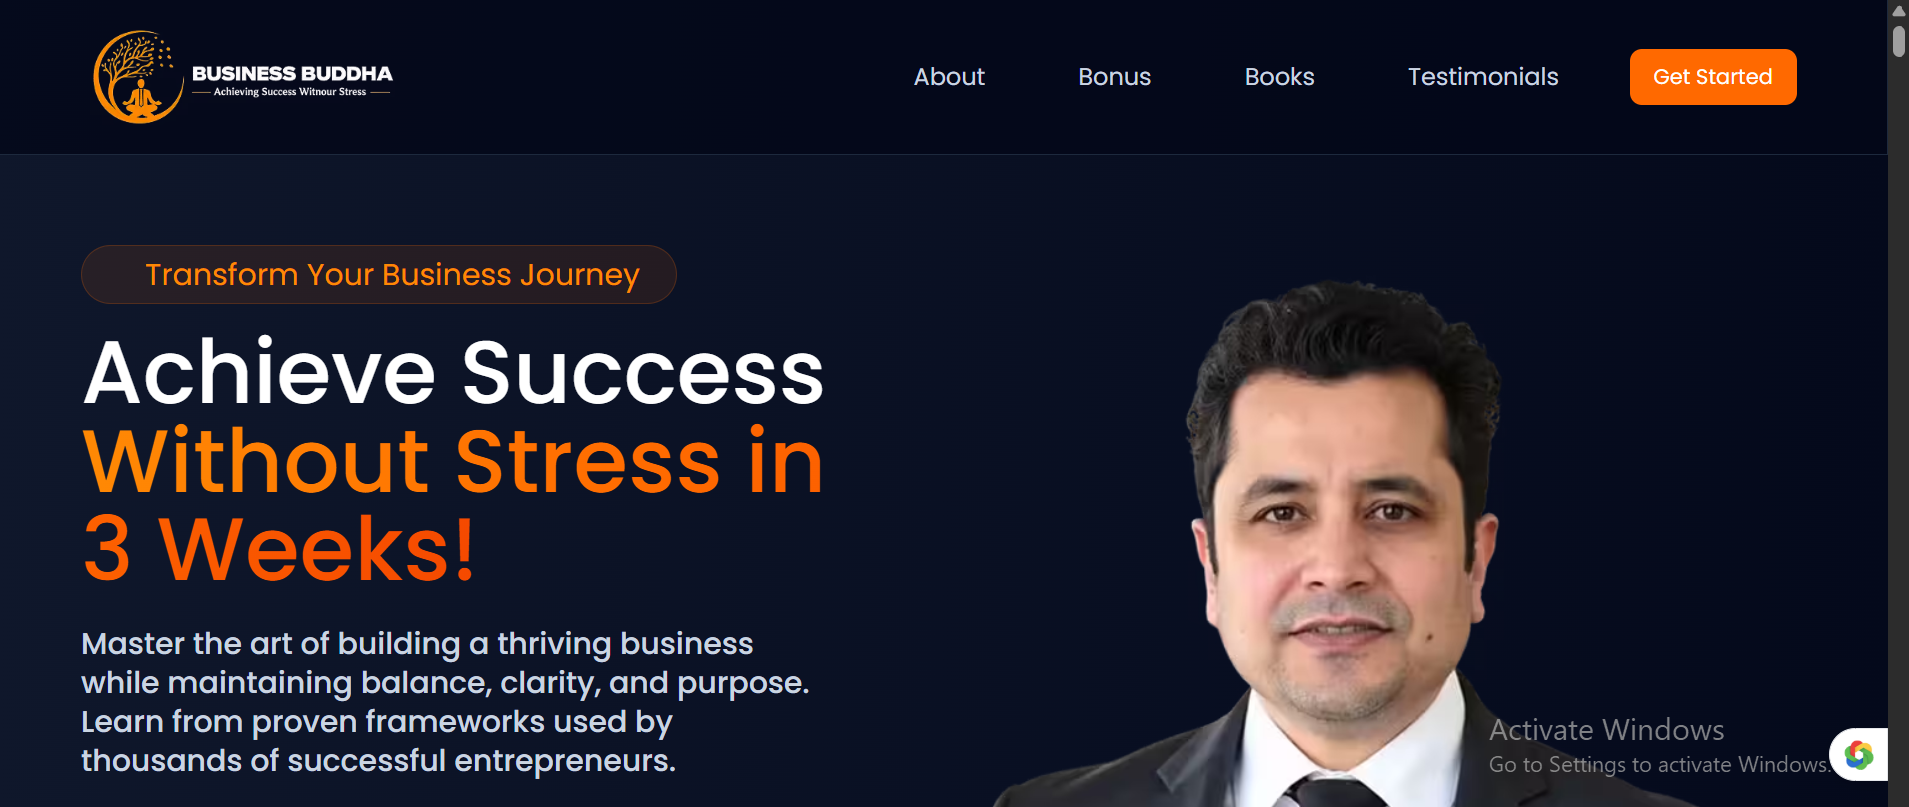 BUSINESS BUDDHA
Achieving Success Witnour Stress
About
Bonus
Books
Testimonials
Get Started
Transform Your Business Journey
Achieve Success
Without Stress in
3 Weeks!
Master the art of building a thriving business
while maintaining balance, clarity, and purpose.
Learn from proven frameworks used by
thousands of successful entrepreneurs.
Activate Windows
Go to Settings to activate Windows.